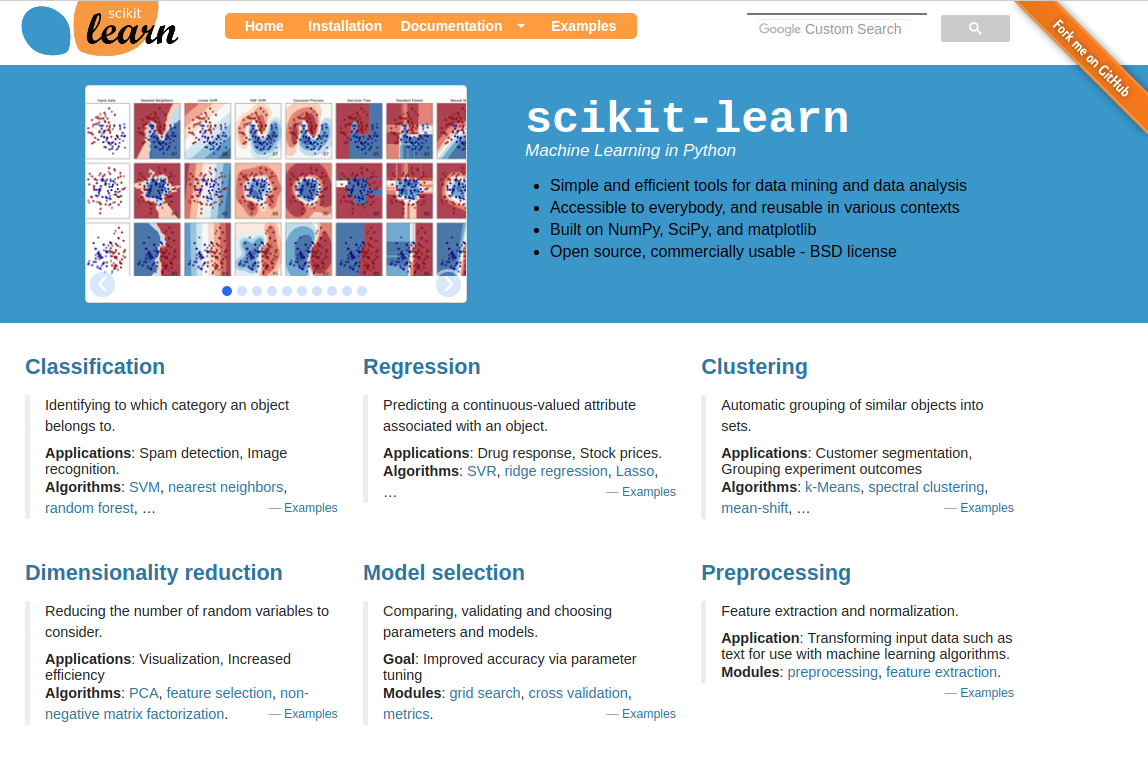 scikit
learn
Home Installation Documentation Examples
Google Custom Search
Fork me on GitHub
Input data Nearest Neighbors Linear SVM RBF SVM Gaussian Process Decision Tree Random Forest Neural N
scikit-learn
Machine Learning in Python
Simple and efficient tools for data mining and data analysis
Accessible to everybody, and reusable in various contexts
Built on NumPy, SciPy, and matplotlib
Open source, commercially usable - BSD license
Classification
Identifying to which category an object
belongs to.
Applications: Spam detection, Image
recognition.
Algorithms: SVM, nearest neighbors,
random forest, …
— Examples
Regression
Predicting a continuous-valued attribute
associated with an object.
Applications: Drug response, Stock prices.
Algorithms: SVR, ridge regression, Lasso,
…
— Examples
Clustering
Automatic grouping of similar objects into
sets.
Applications: Customer segmentation,
Grouping experiment outcomes
Algorithms: k-Means, spectral clustering,
mean-shift, …
— Examples
Dimensionality reduction
Reducing the number of random variables to
consider.
Applications: Visualization, Increased
efficiency
Algorithms: PCA, feature selection, non-
negative matrix factorization.
— Examples
Model selection
Comparing, validating and choosing
parameters and models.
Goal: Improved accuracy via parameter
tuning
Modules: grid search, cross validation,
metrics.
— Examples
Preprocessing
Feature extraction and normalization.
Application: Transforming input data such as
text for use with machine learning algorithms.
Modules: preprocessing, feature extraction.
— Examples